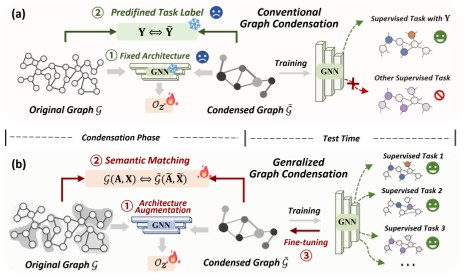 (a)
② Predifined Task Label
Y ⇔ Ỹ
Conventional
Graph Condensation
Supervised Task with Y
① Fixed Architecture
GNN
Training
GNN
Other Supervised Task
Original Graph 𝒢
Condensed Graph 𝒢̃
Condensation Phase
Test Time
(b)
② Semantic Matching
𝒢(A, X) ⇔ 𝒢̃(Ã, X̃)
Genralized
Graph Condensation
Supervised Task 1
① Architecture
Augmentation
GNN
Training
GNN
Supervised Task 2
Fine-tuning
③
Supervised Task 3
Original Graph 𝒢
Condensed Graph 𝒢̃
...